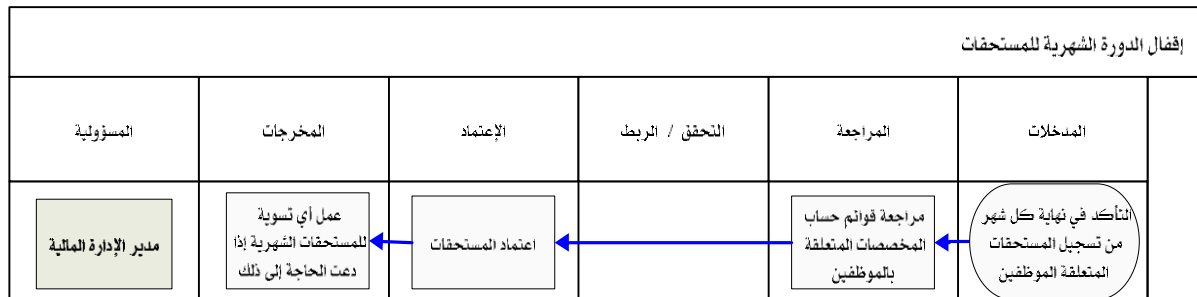 إقفال الدورة الشهرية للمستحقات
المدخلات
المراجعة
التحقق / الربط
الإعتماد
المخرجات
المسؤولية
التأكد في نهاية كل شهر
من تسجيل المستحقات
المتعلقة الموظفين
مراجعة قوائم حساب
المخصصات المتعلقة
بالموظفين
اعتماد المستحقات
عمل أي تسوية
للمستحقات الشهرية إذا
دعت الحاجة إلى ذلك
مدير الإدارة المالية